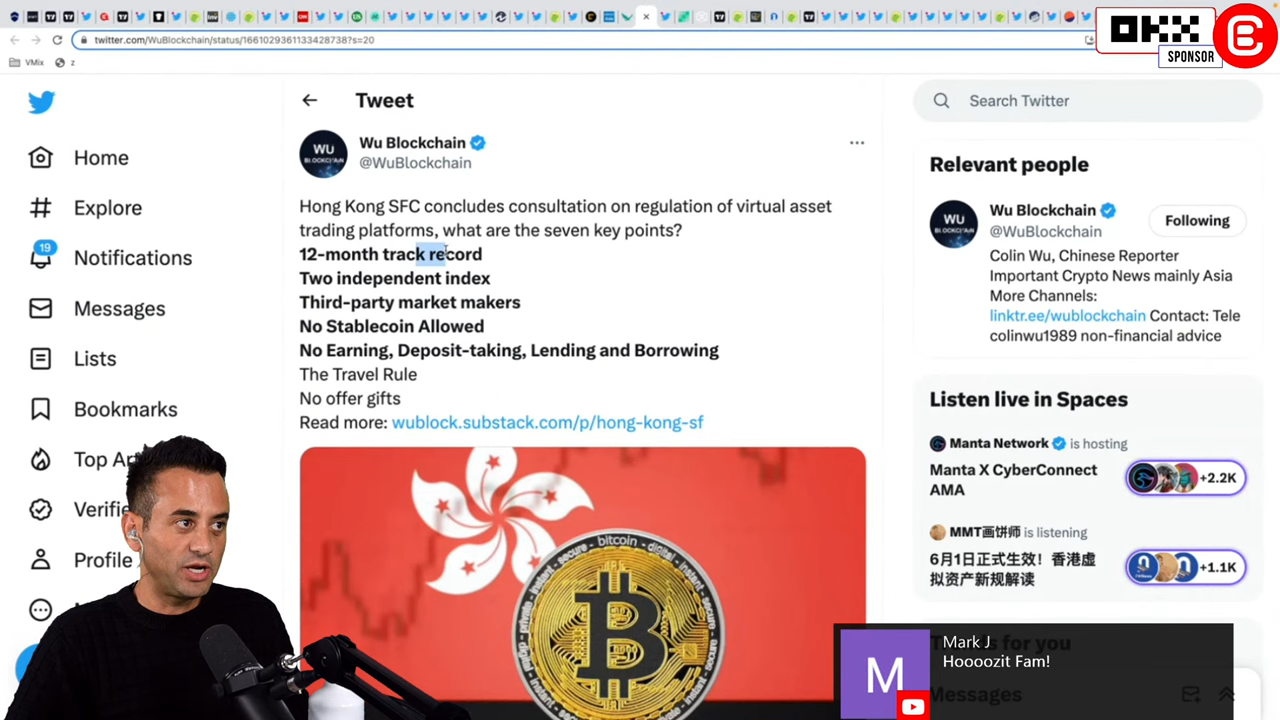 twitter.com/WuBlockchain/status/1661029361133428738?s=20
VMix
z
OKX
SPONSOR
Tweet
Search Twitter
Home
Explore
19
Notifications
Messages
Lists
Bookmarks
Profile
WU
BLOCKCHAIN
Wu Blockchain
@WuBlockchain
Hong Kong SFC concludes consultation on regulation of virtual asset
trading platforms, what are the seven key points?
12-month track record
Two independent index
Third-party market makers
No Stablecoin Allowed
No Earning, Deposit-taking, Lending and Borrowing
The Travel Rule
No offer gifts
Read more: wublock.substack.com/p/hong-kong-sf
bitcoin
digital
secure
Relevant people
WU
BLOCKCHAIN
Wu Blockchain
@WuBlockchain
Following
Colin Wu, Chinese Reporter
Important Crypto News mainly Asia
More Channels:
linktr.ee/wublockchain Contact: Tele
colinwu1989 non-financial advice
Listen live in Spaces
Manta Network is hosting
Manta X CyberConnect
AMA
+2.2K
MMT画饼师 is listening
6月1日正式生效！香港虚
拟资产新规解读
+1.1K
M
Mark J
Hoooozit Fam!
Messages